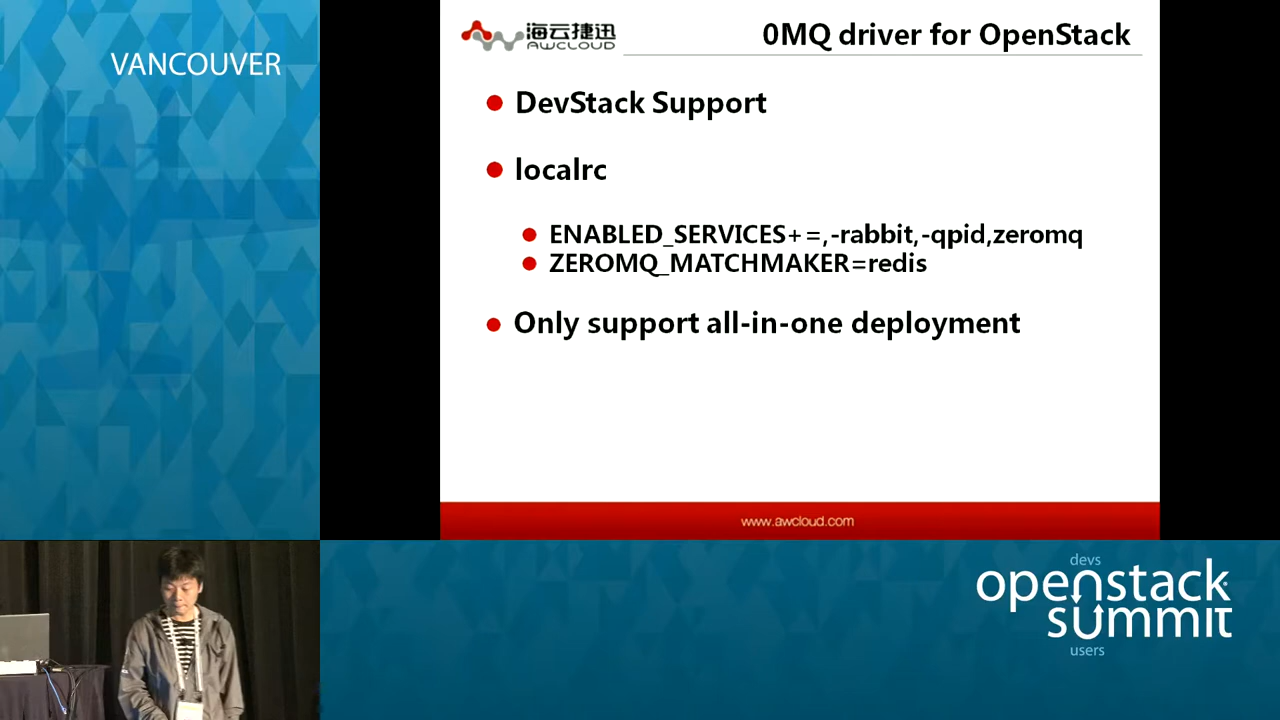 VANCOUVER
海云捷迅
AWCLOUD
0MQ driver for OpenStack
DevStack Support
localrc
ENABLED_SERVICES+=,-rabbit,-qpid,zeromq
ZEROMQ_MATCHMAKER=redis
Only support all-in-one deployment
www.awcloud.com
devs
openstack
summit
users